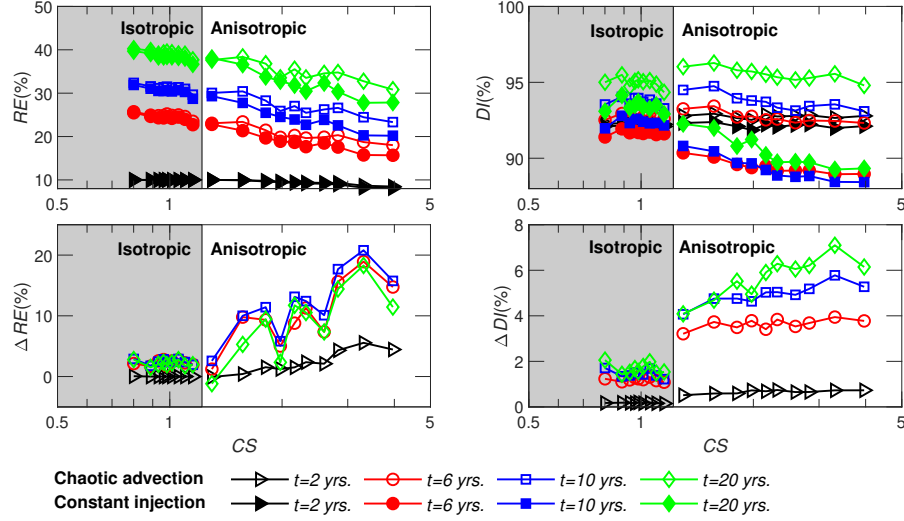 Isotropic Anisotropic
RE(%)
40
30
20
10
0.5 1 5
Isotropic Anisotropic
DI(%)
100
95
90
0.5 1 5
Isotropic Anisotropic
Δ RE(%)
20
10
0
0.5 1 5
CS
Isotropic Anisotropic
Δ DI(%)
8
6
4
2
0
0.5 1 5
CS
Chaotic advection t=2 yrs. t=6 yrs. t=10 yrs. t=20 yrs.
Constant injection t=2 yrs. t=6 yrs. t=10 yrs. t=20 yrs.